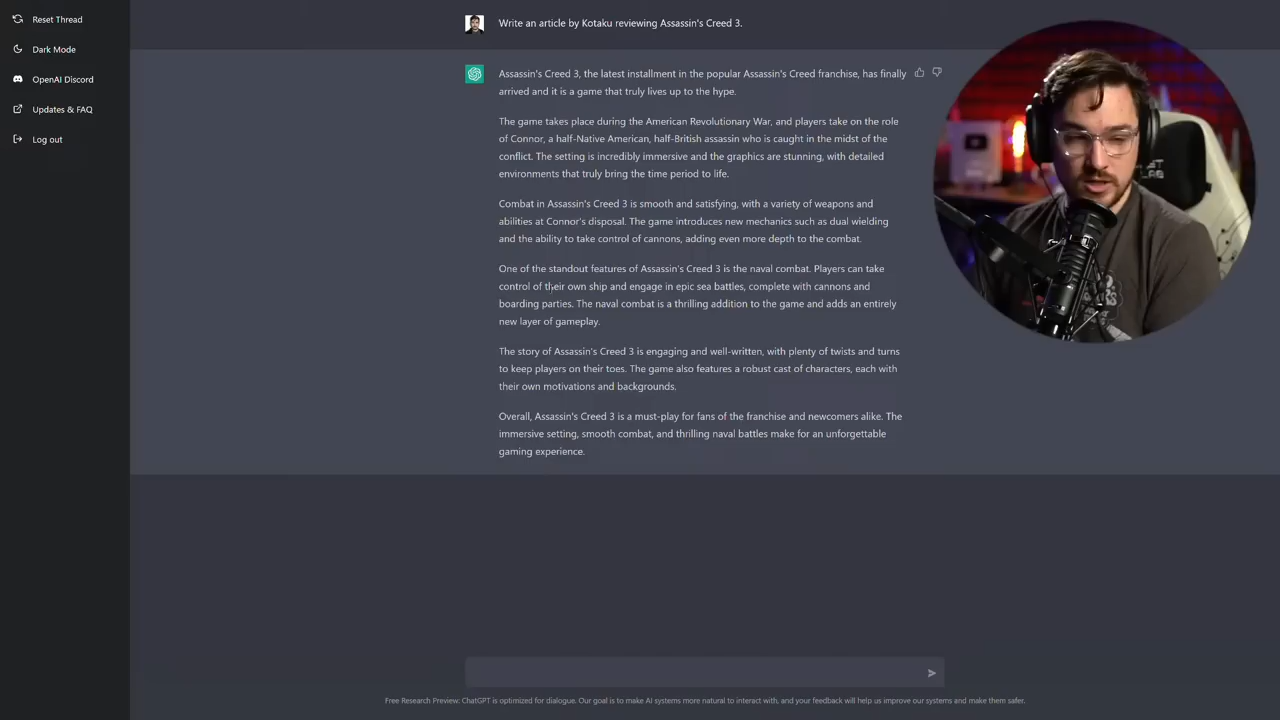 Reset Thread
Dark Mode
OpenAI Discord
Updates & FAQ
Log out
Write an article by Kotaku reviewing Assassin's Creed 3.
Assassin's Creed 3, the latest installment in the popular Assassin's Creed franchise, has finally
arrived and it is a game that truly lives up to the hype.
The game takes place during the American Revolutionary War, and players take on the role
of Connor, a half-Native American, half-British assassin who is caught in the midst of the
conflict. The setting is incredibly immersive and the graphics are stunning, with detailed
environments that truly bring the time period to life.
Combat in Assassin's Creed 3 is smooth and satisfying, with a variety of weapons and
abilities at Connor's disposal. The game introduces new mechanics such as dual wielding
and the ability to take control of cannons, adding even more depth to the combat.
One of the standout features of Assassin's Creed 3 is the naval combat. Players can take
control of their own ship and engage in epic sea battles, complete with cannons and
boarding parties. The naval combat is a thrilling addition to the game and adds an entirely
new layer of gameplay.
The story of Assassin's Creed 3 is engaging and well-written, with plenty of twists and turns
to keep players on their toes. The game also features a robust cast of characters, each with
their own motivations and backgrounds.
Overall, Assassin's Creed 3 is a must-play for fans of the franchise and newcomers alike. The
immersive setting, smooth combat, and thrilling naval battles make for an unforgettable
gaming experience.
Free Research Preview: ChatGPT is optimized for dialogue. Our goal is to make AI systems more natural to interact with, and your feedback will help us improve our systems and make them safer.